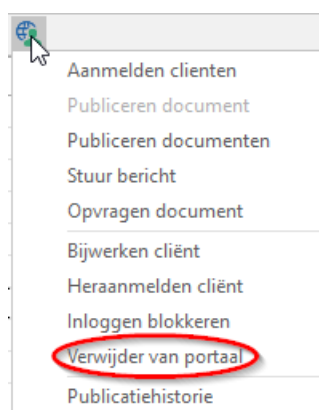 Aanmelden clienten
Publiceren document
Publiceren documenten
Stuur bericht
Opvragen document
Bijwerken cliënt
Heraanmelden cliënt
Inloggen blokkeren
Verwijder van portaal
Publicatiehistorie